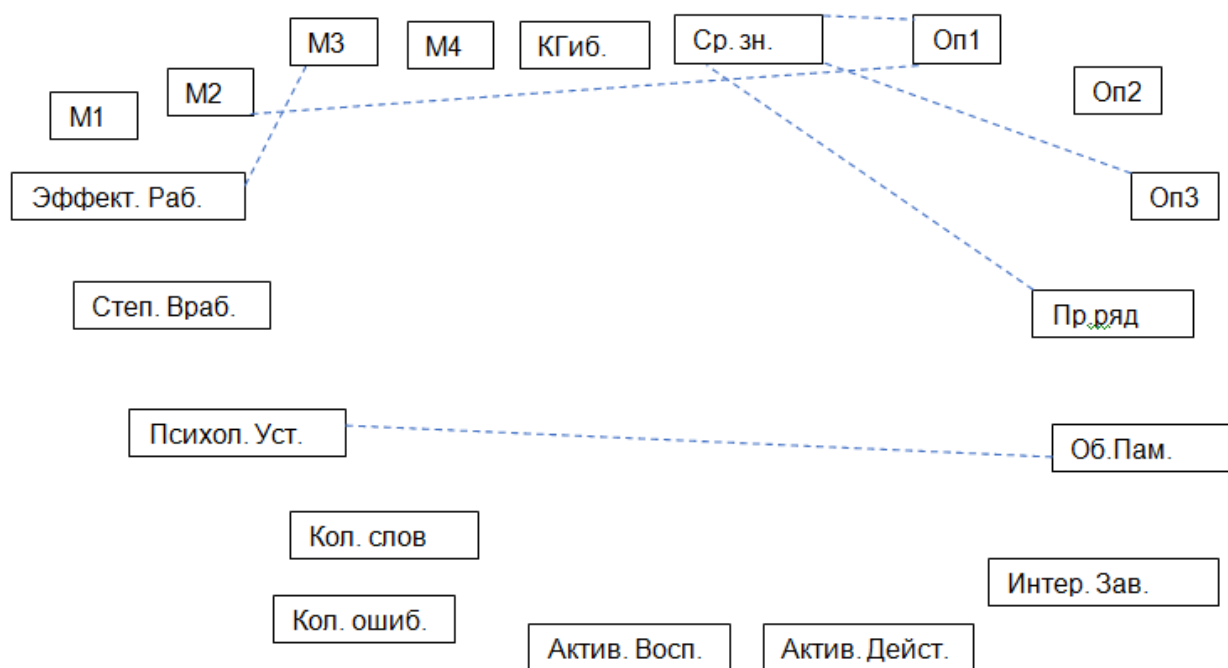 М3
М4
КГиб.
Ср. зн.
Оп1
М2
Оп2
М1
Эффект. Раб.
Оп3
Степ. Враб.
Пр.ряд
Психол. Уст.
Об.Пам.
Кол. слов
Интер. Зав.
Кол. ошиб.
Актив. Восп.
Актив. Дейст.